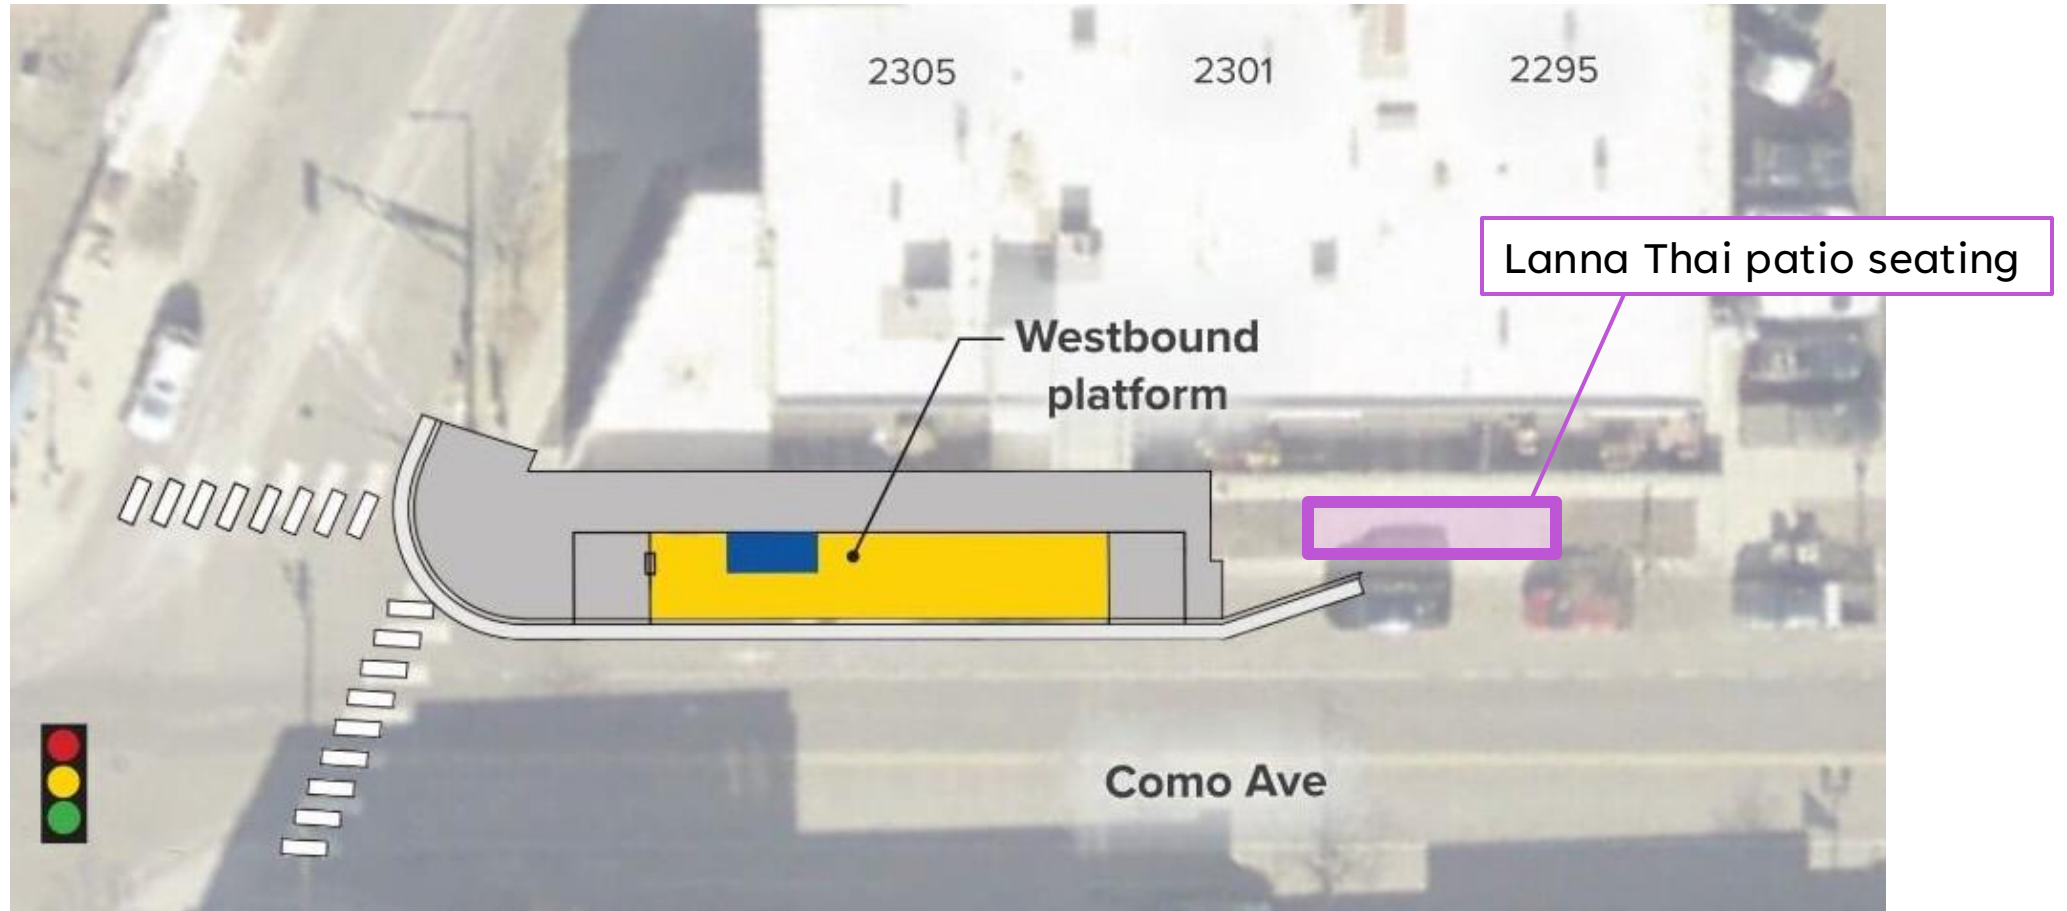 2305
2301
2295
Lanna Thai patio seating
Westbound
platform
Como Ave